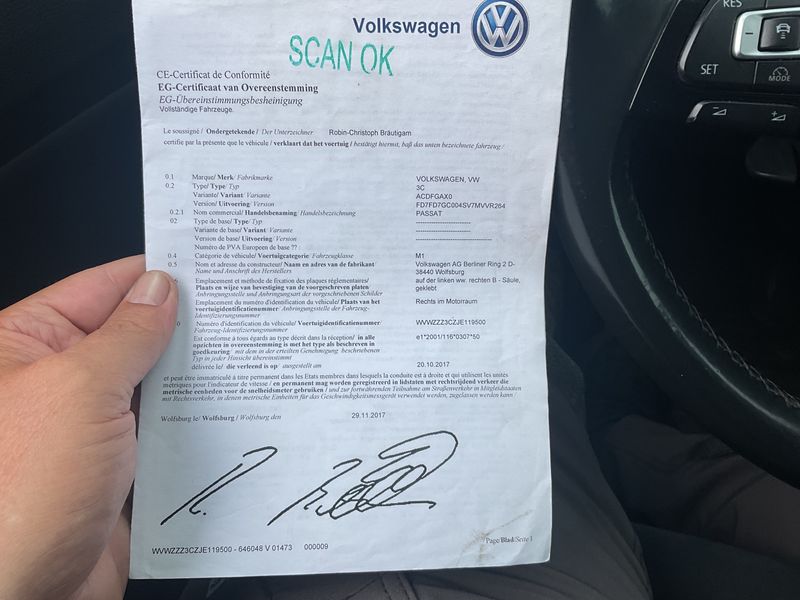 RES
Volkswagen
SCAN OK
SET
MODE
CE-Certificat de Conformité
EG-Certificaat van Overeenstemming
EG-Übereinstimmungsbesheinigung
Vollständige Fahrzeuge.
Le soussigné / Ondergetekende / Der Unterzeichner Robin-Christoph Bräutigam
certifie par la présente que le véhicule / verklaart dat het voertuig / bestätigt hiermit, daß das unten bezeichnete fahrzeug /
0.1 Marque/ Merk/ Fabrikmarke VOLKSWAGEN, VW
0.2 Type/ Type/ Typ 3C
Variante/ Variant/ Variante ACDFGAX0
Version/ Uitvoering/ Version FD7FD7GC004SV7MVVR264
0.2.1 Nom commercial/ Handelsbenaming/ Handelsbezeichnung PASSAT
02 Type de base/ Type/ Typ --------------------
Variante de base/ Variant/ Variante --------------------
Version de base/ Uitvoering/ Version ----------------------------
Numéro de PVA Européen de base ??
0.4 Catégorie de véhicule/ Voertuigcategorie/ Fahrzeugklasse M1
0.5 Nom et adresse du constructeur/ Naam en adres van de fabrikant Volkswagen AG Berliner Ring 2 D-
Name und Anschrift des Herstellers 38440 Wolfsburg
Emplacement et méthode de fixation des plaques réglementaires/ auf der linken ww. rechten B - Säule,
Plaats en wijze van bevestiging van de voorgeschreven platen geklebt
Anbringungsstelle und Anbringungsart der vorgeschriebenen Schilder
Emplacement du numéro d'identification du véhicule/ Plaats van het Rechts im Motorraum
voertuigidentificatienummer/ Anbringungsstelle der Fahrzeug-
Identifizierungsnummer
Numéro d'identification du véhicule/ Voertuigidentificatienummer/ WVWZZZ3CZJE119500
Fahrzeug-Identifizierungsnummer
Est conforme à tous égards au type décrit dans la réception/ in alle e1*2001/116*0307*50
opzichten in overeenstemming is met het type als beschreven in
goedkeuring/ mit dem in der erteilten Genehmigung beschriebenen
Typ in jeder Hinsicht übereinstimmt
délivrée le/ die verleend is op/ ausgestellt am 20.10.2017
et peut être immatriculé à titre permanent dans les Etats membres dans lesquels la conduite est à droite et qui utilisent les unités
métriques pour l'indicateur de vitesse / en permanent mag worden geregistreerd in lidstaten met rechtsrijdend verkeer die
metrische eenheden voor de snelheidsmeter gebruiken / und zur fortwährenden Teilnahme am Straßenverkehr in Mitgliedstaaten
mit Rechtsverkehr, in denen metrische Einheiten für das Geschwindigkeitsmessgerät verwendet werden, zugelassen werden kann /
Wolfsburg le/ Wolfsburg / Wolfsburg den 29.11.2017
WVWZZZ3CZJE119500 - 646048 V 01473 000009
Page/Blad/Seite 1